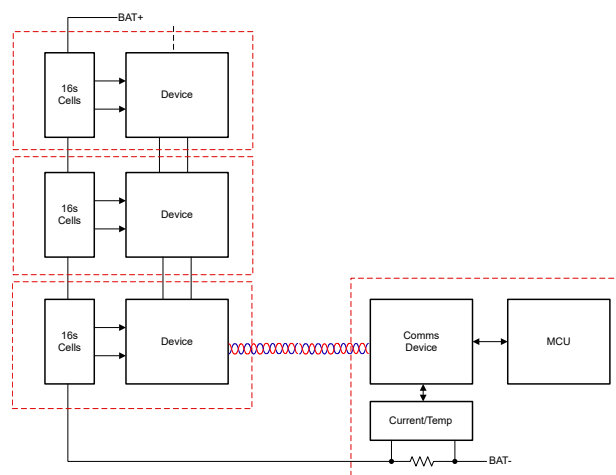 BAT+
16s
Cells
Device
16s
Cells
Device
16s
Cells
Device
Comms
Device
MCU
Current/Temp
BAT-